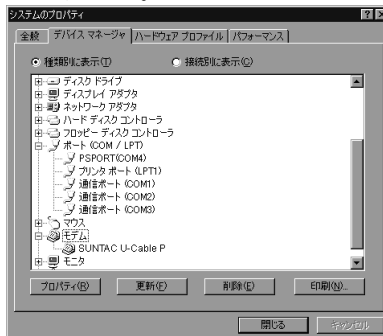 システムのプロパティ
全般 デバイス マネージャ ハードウェア プロファイル パフォーマンス
種類別に表示(T) 接続別に表示(C)
ディスク ドライブ
ディスプレイ アダプタ
ネットワーク アダプタ
ハード ディスク コントローラ
フロッピー ディスク コントローラ
ポート (COM / LPT)
PSPORT(COM4)
プリンタ ポート (LPT1)
通信ポート (COM1)
通信ポート (COM2)
通信ポート (COM3)
マウス
モデム
SUNTAC U-Cable P
モニタ
プロパティ(R) 更新(F) 削除(E) 印刷(N)...
閉じる キャンセル